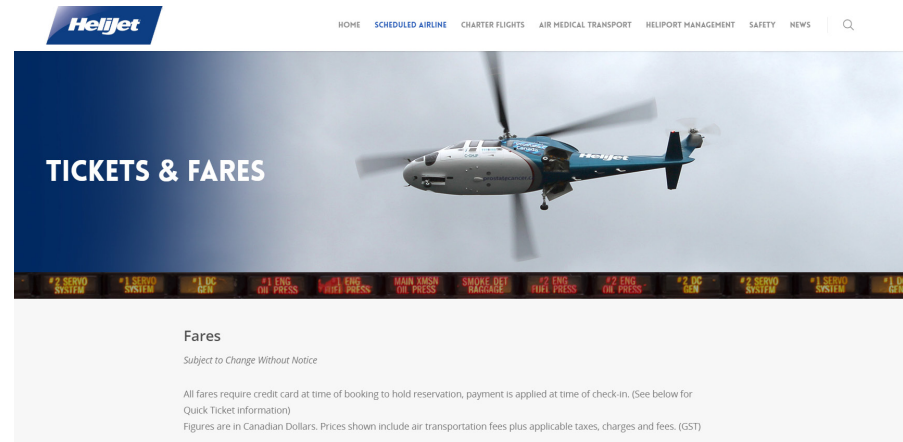 HeliJet
HOME SCHEDULED AIRLINE CHARTER FLIGHTS AIR MEDICAL TRANSPORT HELIPORT MANAGEMENT SAFETY NEWS
TICKETS & FARES
Helijet
#2 SERVO SYSTEM
#1 SERVO SYSTEM
#1 DC GEN
#1 ENG OIL PRESS
#1 ENG FUEL PRESS
MAIN XMSN OIL PRESS
SMOKE DET BAGGAGE
#2 ENG FUEL PRESS
#2 ENG OIL PRESS
#2 DC GEN
#2 SERVO SYSTEM
#1 SERVO SYSTEM
Fares
Subject to Change Without Notice
All fares require credit card at time of booking to hold reservation, payment is applied at time of check-in. (See below for
Quick Ticket information)
Figures are in Canadian Dollars. Prices shown include air transportation fees plus applicable taxes, charges and fees. (GST)